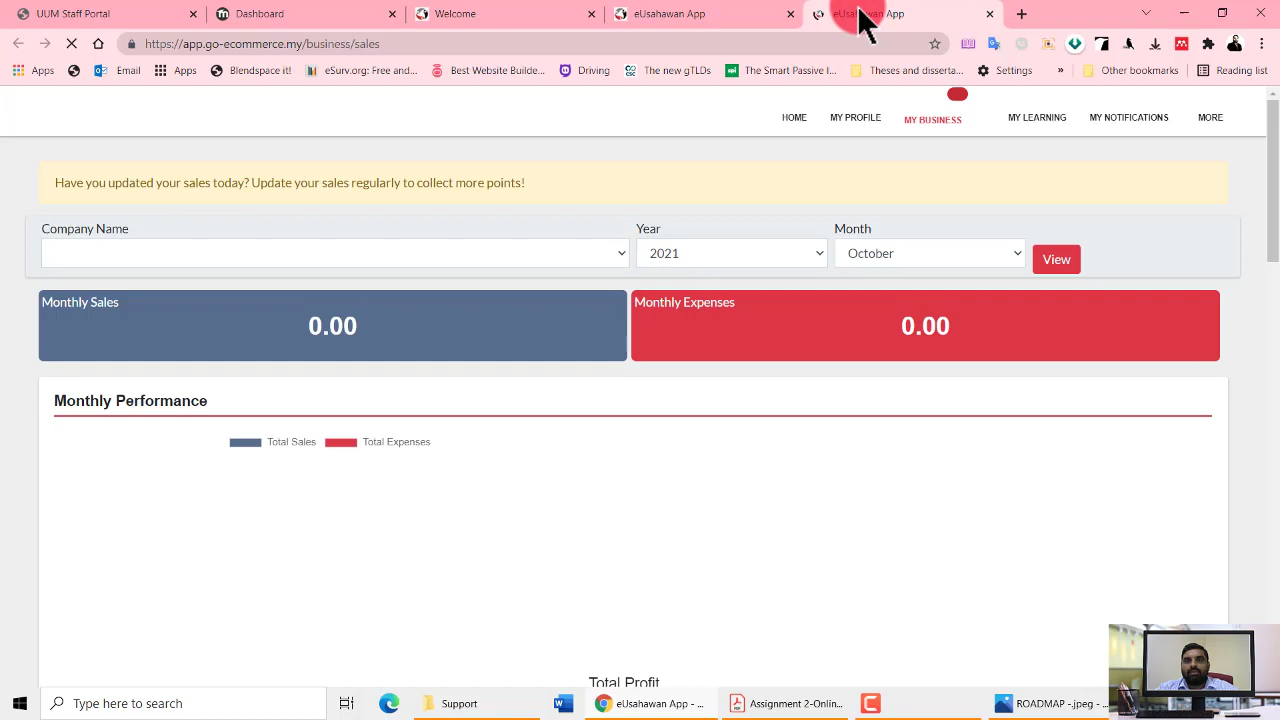 UUM Staff Portal
Dashboard
Welcome
eUsahawan App
eUsahawan App
https://app.go-ecommerce.my/business/sales
Apps
Email
Apps
Blendspace it!
eSurv.org: Free and...
Best Website Builder...
Diving
The new gTLDs
The Smart Passive I...
Theses and dissertat...
Settings
»
Other bookmarks
Reading list
HOME
MY PROFILE
MY BUSINESS
MY LEARNING
MY NOTIFICATIONS
MORE
Have you updated your sales today? Update your sales regularly to collect more points!
Company Name
Year
Month
2021
October
View
Monthly Sales
0.00
Monthly Expenses
0.00
Monthly Performance
Total Sales
Total Expenses
Total Profit
Type here to search
Support
eUsahawan App - ...
Assignment 2-Onlin...
ROADMAP -.jpeg - ...